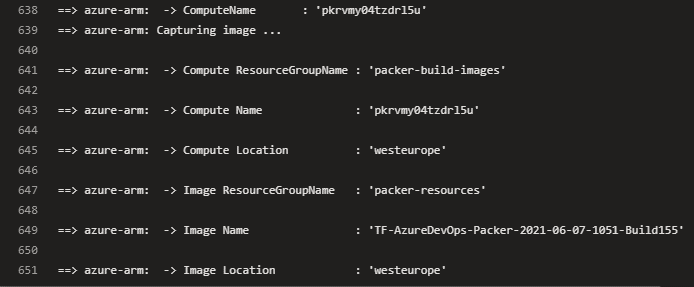 638 ==> azure-arm:  -> ComputeName       : 'pkrvmy04tzdrl5u'
639 ==> azure-arm: Capturing image ...
640
641 ==> azure-arm:  -> Compute ResourceGroupName : 'packer-build-images'
642
643 ==> azure-arm:  -> Compute Name              : 'pkrvmy04tzdrl5u'
644
645 ==> azure-arm:  -> Compute Location          : 'westeurope'
646
647 ==> azure-arm:  -> Image ResourceGroupName   : 'packer-resources'
648
649 ==> azure-arm:  -> Image Name                : 'TF-AzureDevOps-Packer-2021-06-07-1051-Build155'
650
651 ==> azure-arm:  -> Image Location            : 'westeurope'